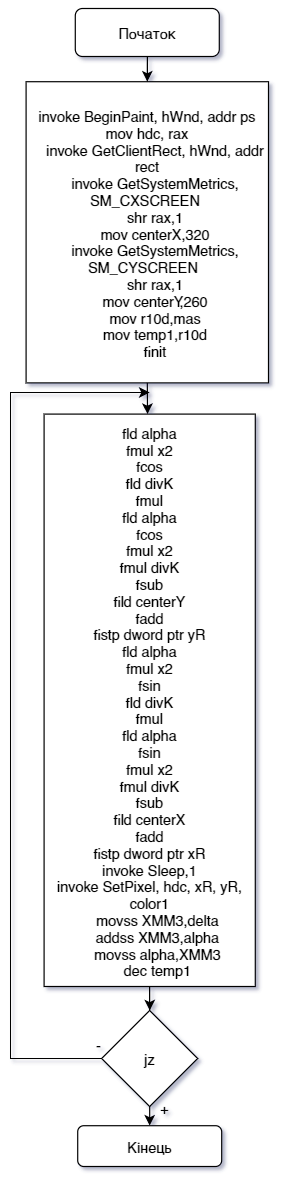 Початок
invoke BeginPaint, hWnd, addr ps
mov hdc, rax
invoke GetClientRect, hWnd, addr
rect
invoke GetSystemMetrics,
SM_CXSCREEN
shr rax,1
mov centerX,320
invoke GetSystemMetrics,
SM_CYSCREEN
shr rax,1
mov centerY,260
mov r10d,mas
mov temp1,r10d
finit
fld alpha
fmul x2
fcos
fld divK
fmul
fld alpha
fcos
fmul x2
fmul divK
fsub
fild centerY
fadd
fistp dword ptr yR
fld alpha
fmul x2
fsin
fld divK
fmul
fld alpha
fsin
fmul x2
fmul divK
fsub
fild centerX
fadd
fistp dword ptr xR
invoke Sleep,1
invoke SetPixel, hdc, xR, yR,
color1
movss XMM3,delta
addss XMM3,alpha
movss alpha,XMM3
dec temp1
-
jz
+
Кінець